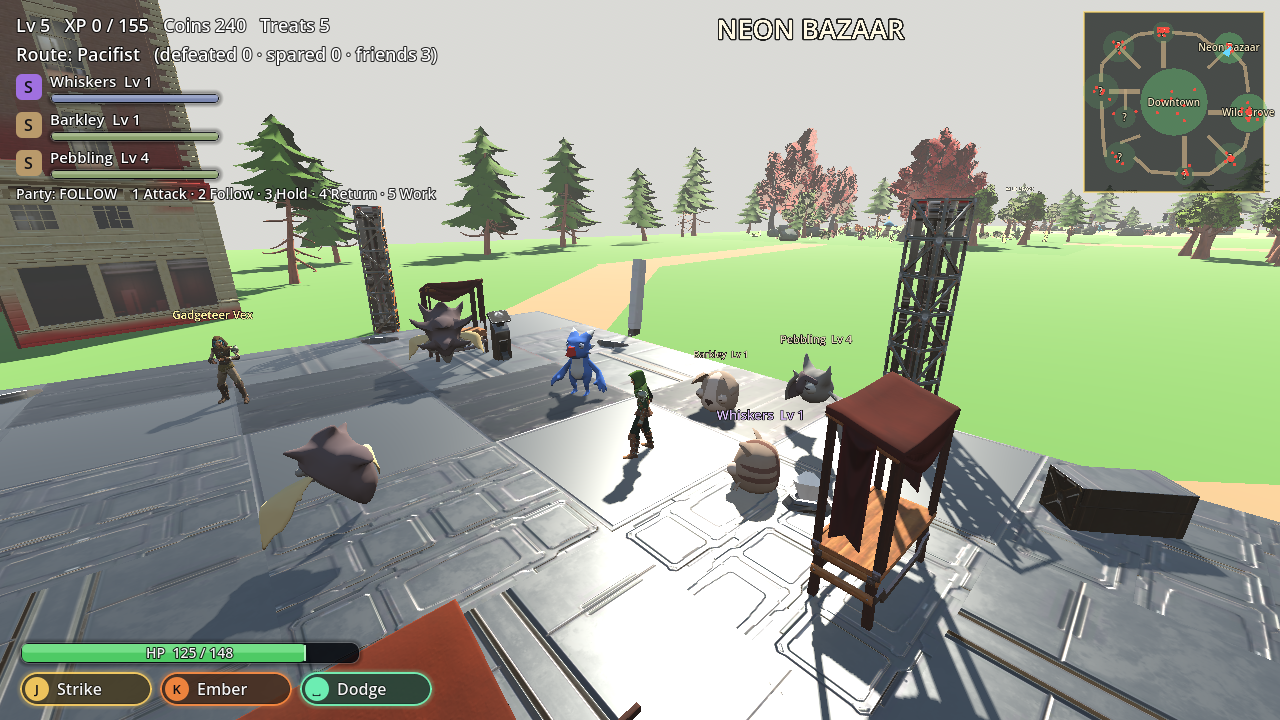 Lv 5 XP 0 / 155 Coins 240 Treats 5
Route: Pacifist (defeated 0 · spared 0 · friends 3)
S Whiskers Lv 1
S Barkley Lv 1
S Pebbling Lv 4
Party: FOLLOW 1 Attack · 2 Follow · 3 Hold · 4 Return · 5 Work
NEON BAZAAR
Neon Bazaar
Downtown
Wild Grove
?
?
?
?
Gadgeteer Vex
Barkley Lv 1
Pebbling Lv 4
Whiskers Lv 1
HP 125 / 148
J Strike
K Ember
Dodge